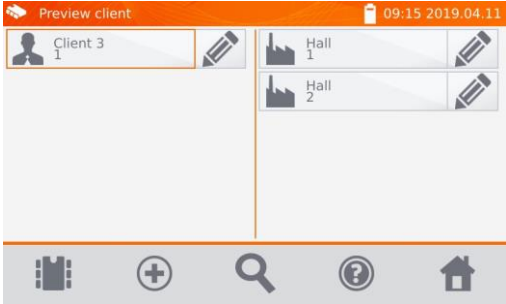 Preview client
09:15 2019.04.11
Client 3
1
Hall
1
Hall
2